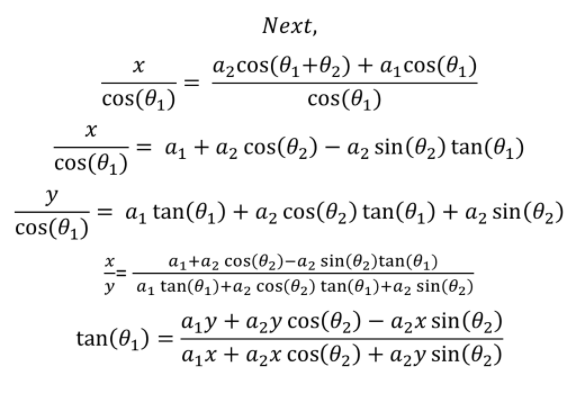 Next,
x/cos(θ₁) = (a₂cos(θ₁+θ₂) + a₁cos(θ₁))/cos(θ₁)
x/cos(θ₁) = a₁ + a₂ cos(θ₂) − a₂ sin(θ₂) tan(θ₁)
y/cos(θ₁) = a₁ tan(θ₁) + a₂ cos(θ₂) tan(θ₁) + a₂ sin(θ₂)
x/y = (a₁+a₂ cos(θ₂)−a₂ sin(θ₂)tan(θ₁))/(a₁ tan(θ₁)+a₂ cos(θ₂) tan(θ₁)+a₂ sin(θ₂))
tan(θ₁) = (a₁y + a₂y cos(θ₂) − a₂x sin(θ₂))/(a₁x + a₂x cos(θ₂) + a₂y sin(θ₂))